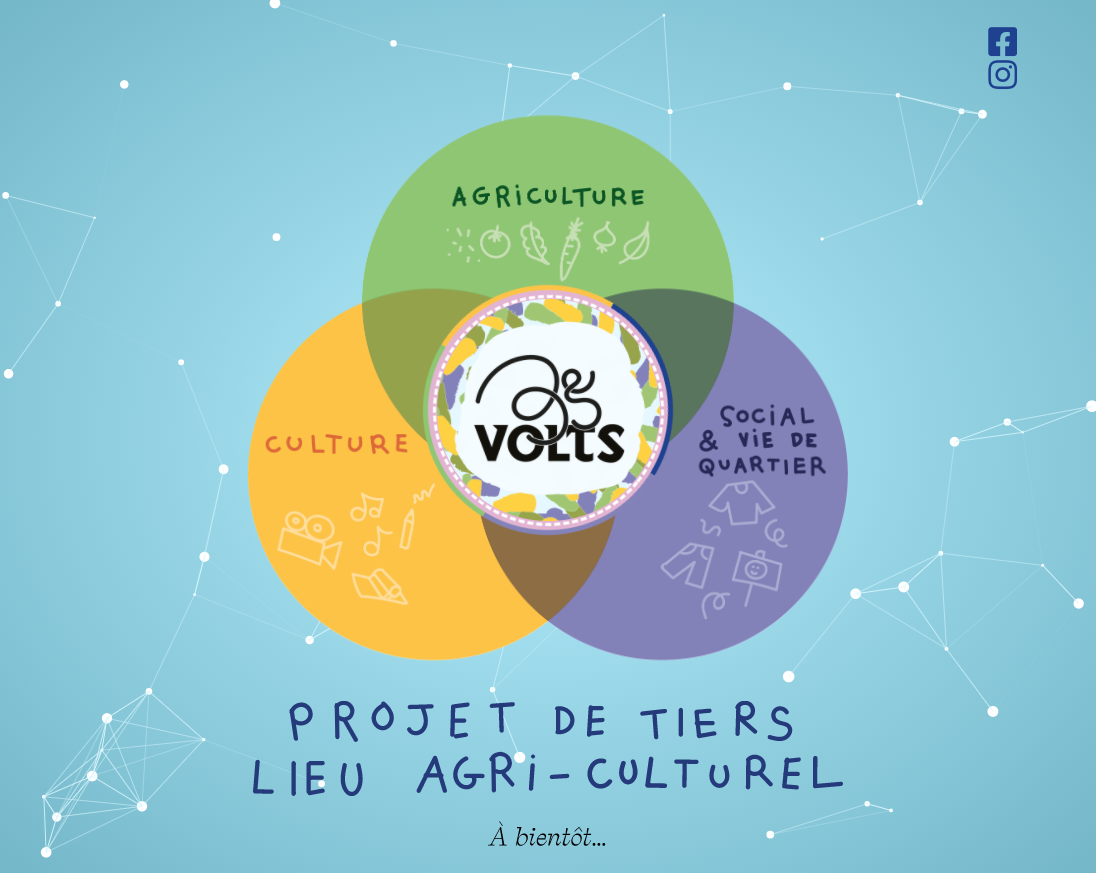 AGRiCULTURE
CULTURE
VOLTS
SOCiAL
& ViE DE
QUARTiER
PROJET DE TIERS
LIEU AGRi-CULTUREL
À bientôt...